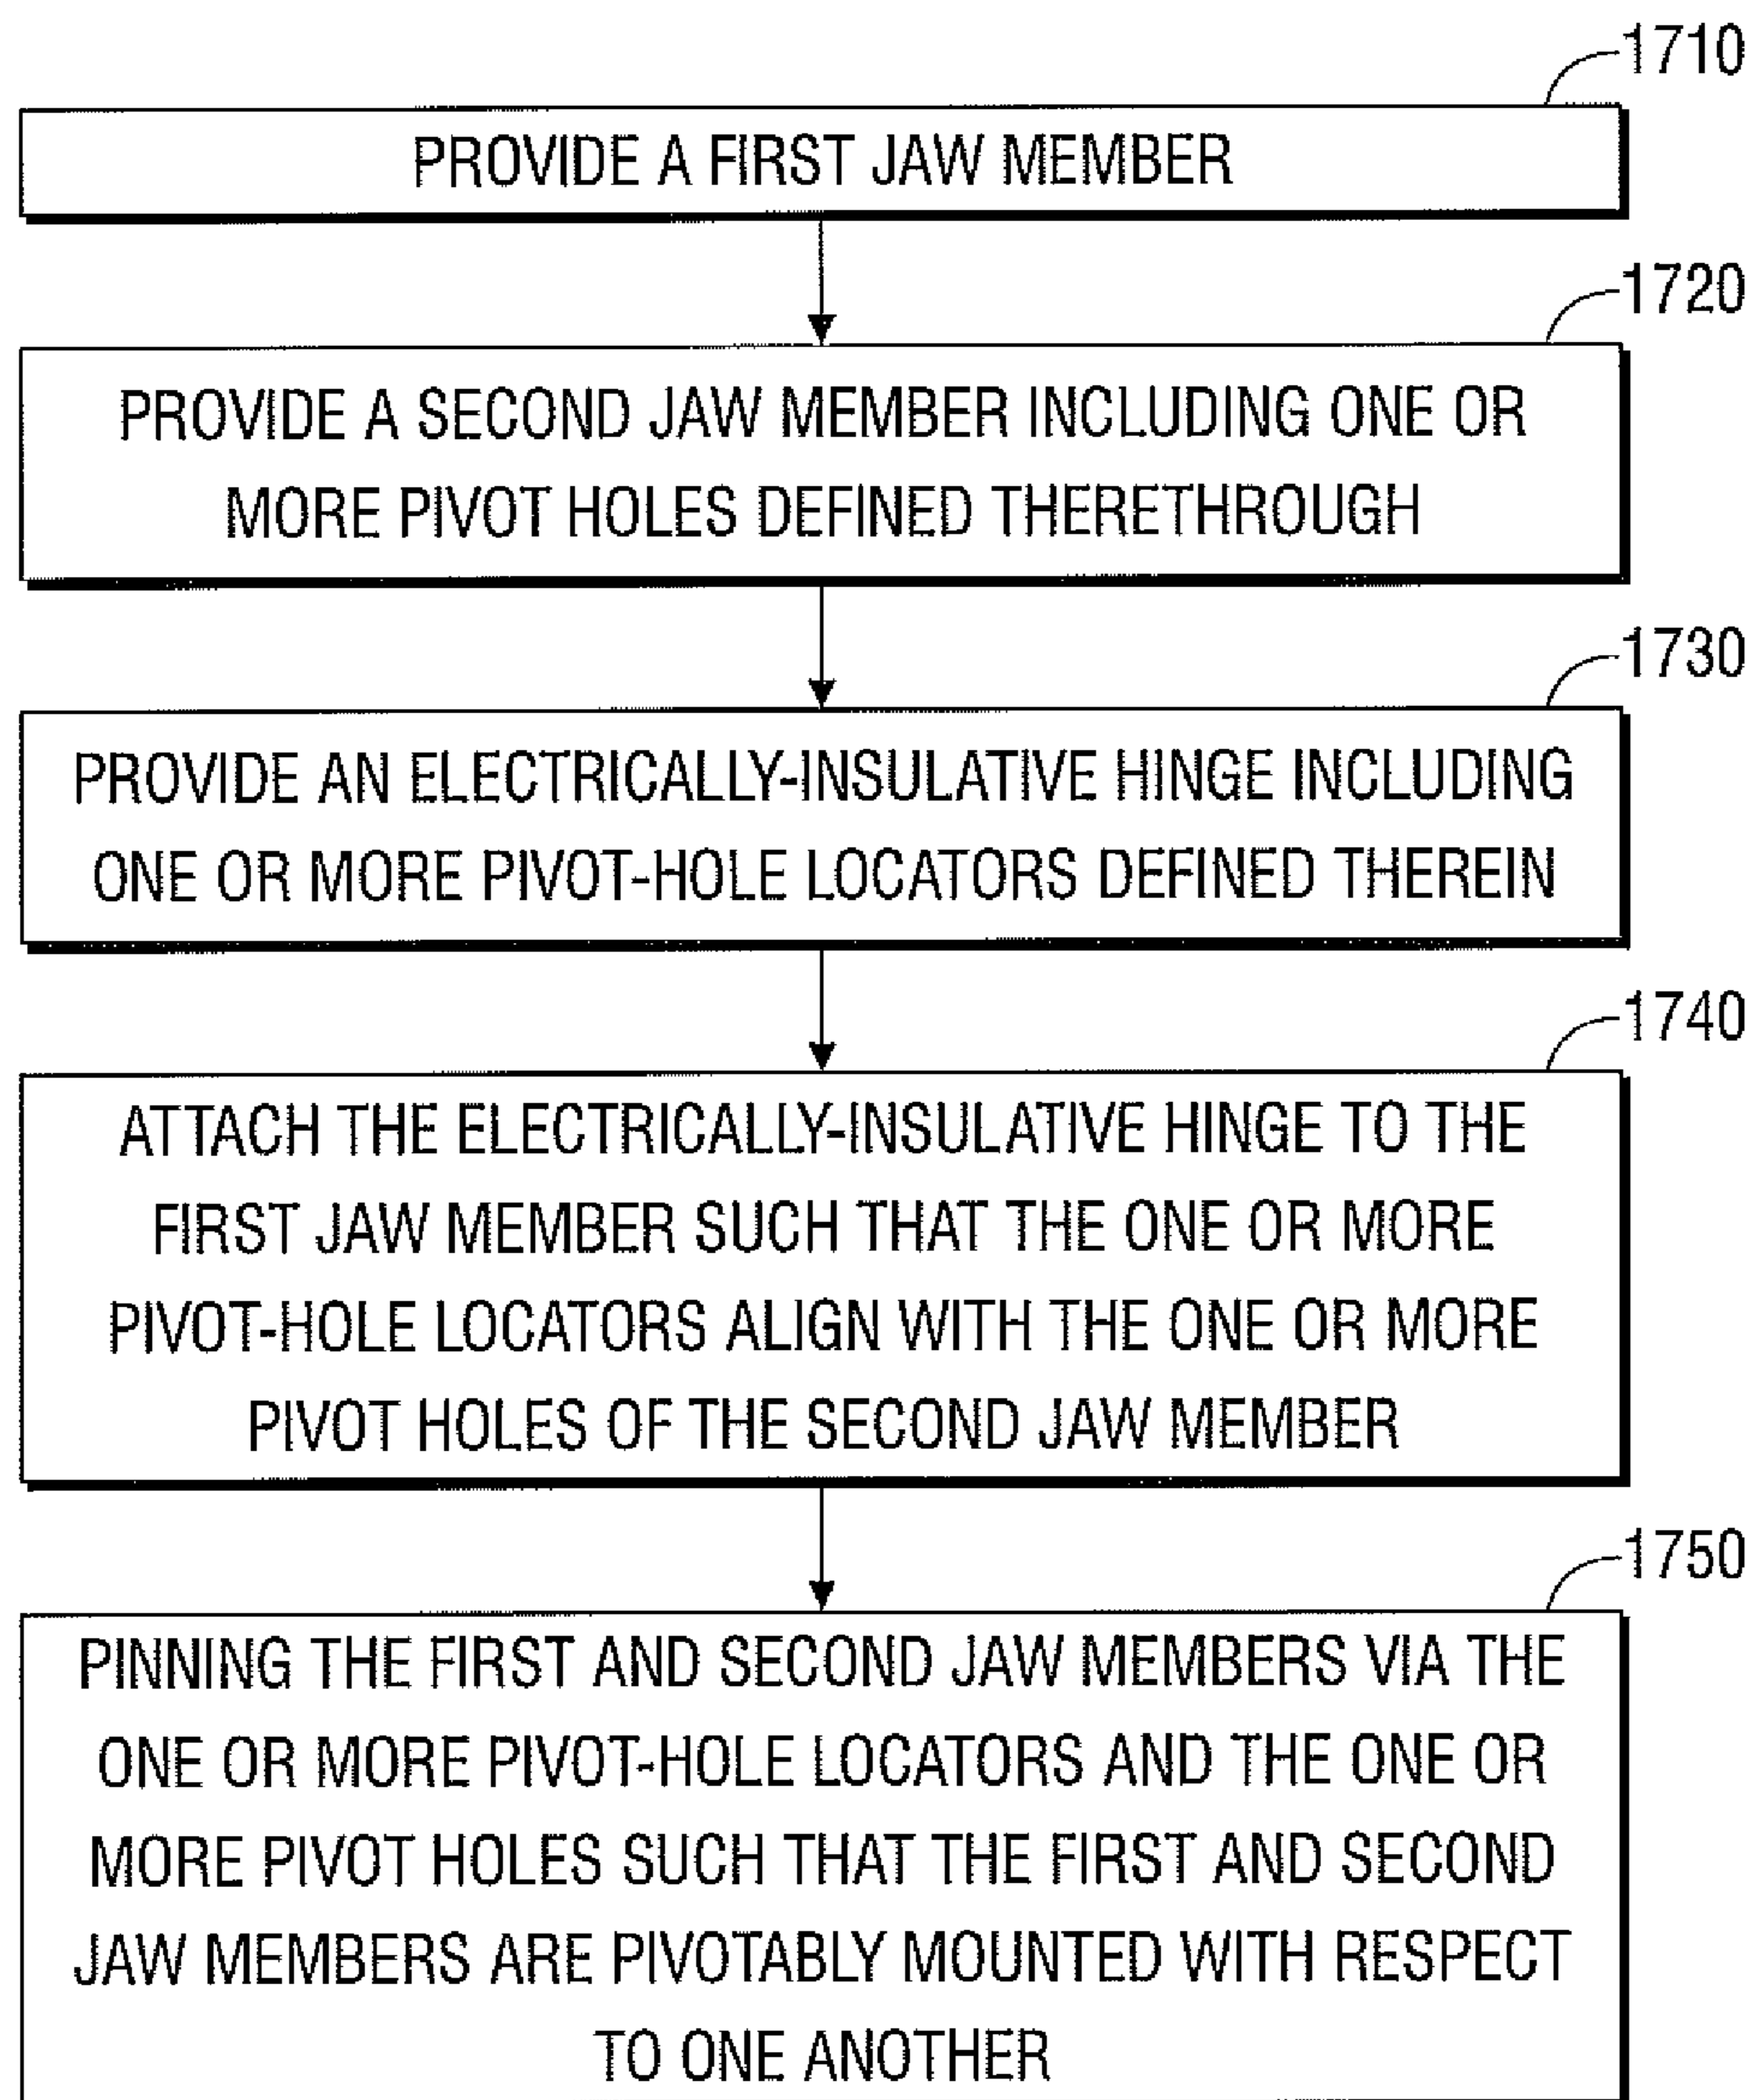 1710
PROVIDE A FIRST JAW MEMBER
1720
PROVIDE A SECOND JAW MEMBER INCLUDING ONE OR
MORE PIVOT HOLES DEFINED THERETHROUGH
1730
PROVIDE AN ELECTRICALLY-INSULATIVE HINGE INCLUDING
ONE OR MORE PIVOT-HOLE LOCATORS DEFINED THEREIN
1740
ATTACH THE ELECTRICALLY-INSULATIVE HINGE TO THE
FIRST JAW MEMBER SUCH THAT THE ONE OR MORE
PIVOT-HOLE LOCATORS ALIGN WITH THE ONE OR MORE
PIVOT HOLES OF THE SECOND JAW MEMBER
1750
PINNING THE FIRST AND SECOND JAW MEMBERS VIA THE
ONE OR MORE PIVOT-HOLE LOCATORS AND THE ONE OR
MORE PIVOT HOLES SUCH THAT THE FIRST AND SECOND
JAW MEMBERS ARE PIVOTABLY MOUNTED WITH RESPECT
TO ONE ANOTHER